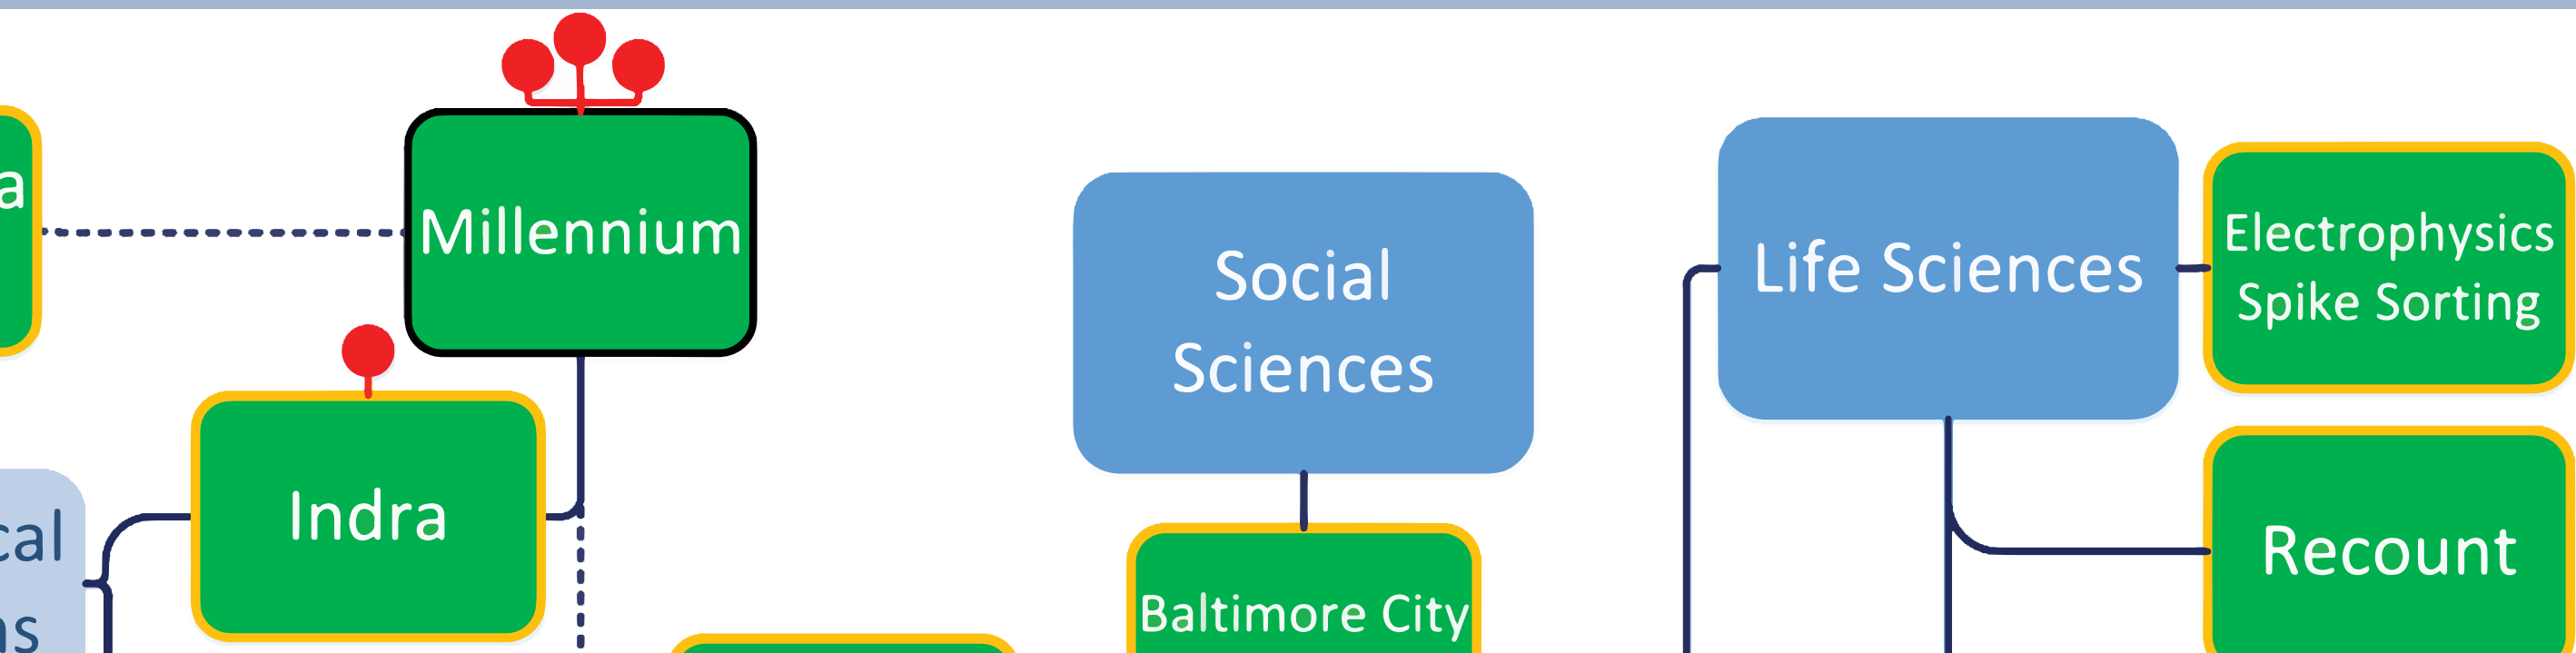 Millennium
Indra
Social
Sciences
Baltimore City
Life Sciences
Electrophysics
Spike Sorting
Recount